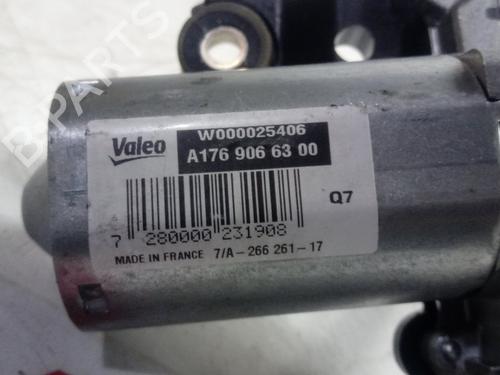 Valeo
W000025406
A176 906 63 00
Q7
7 280000 231908
MADE IN FRANCE 7/A-266 261-17
B-PARTS